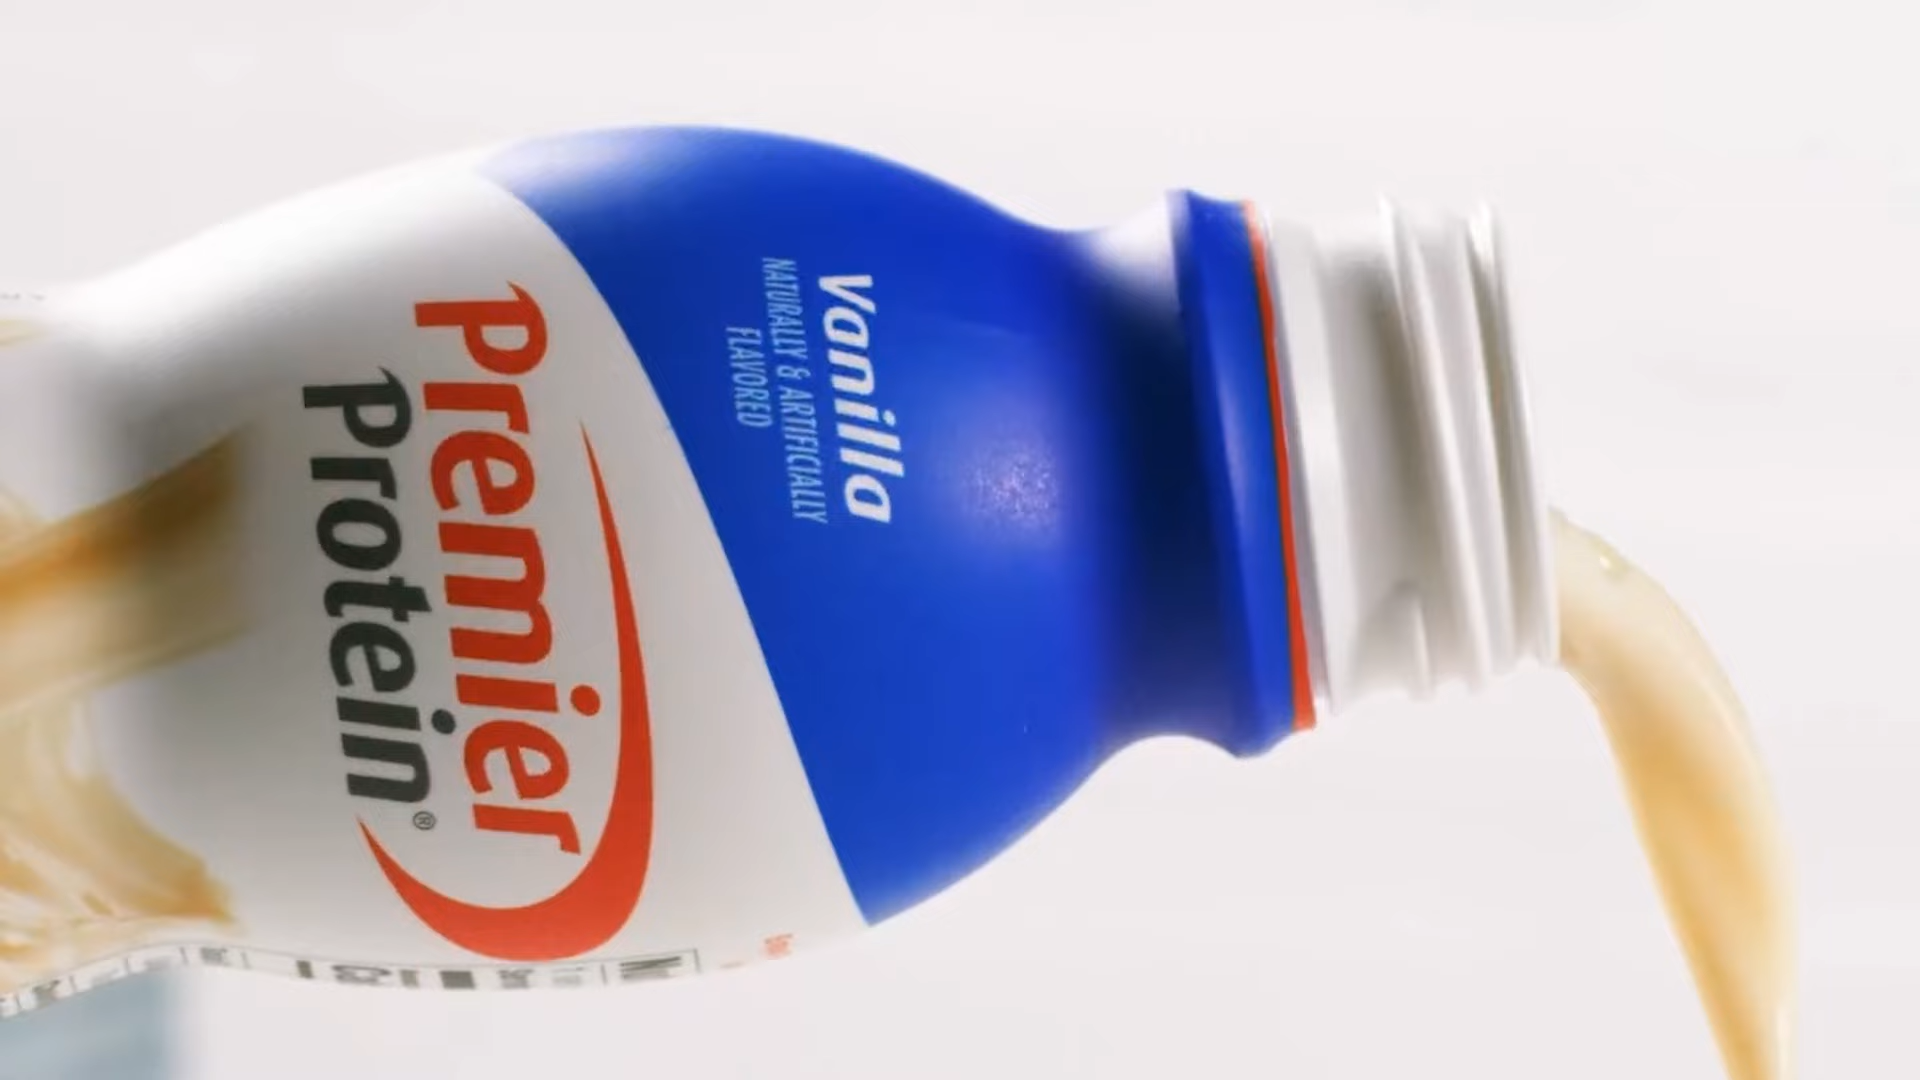 Vanilla
NATURALLY & ARTIFICIALLY
FLAVORED
Premier
Protein®